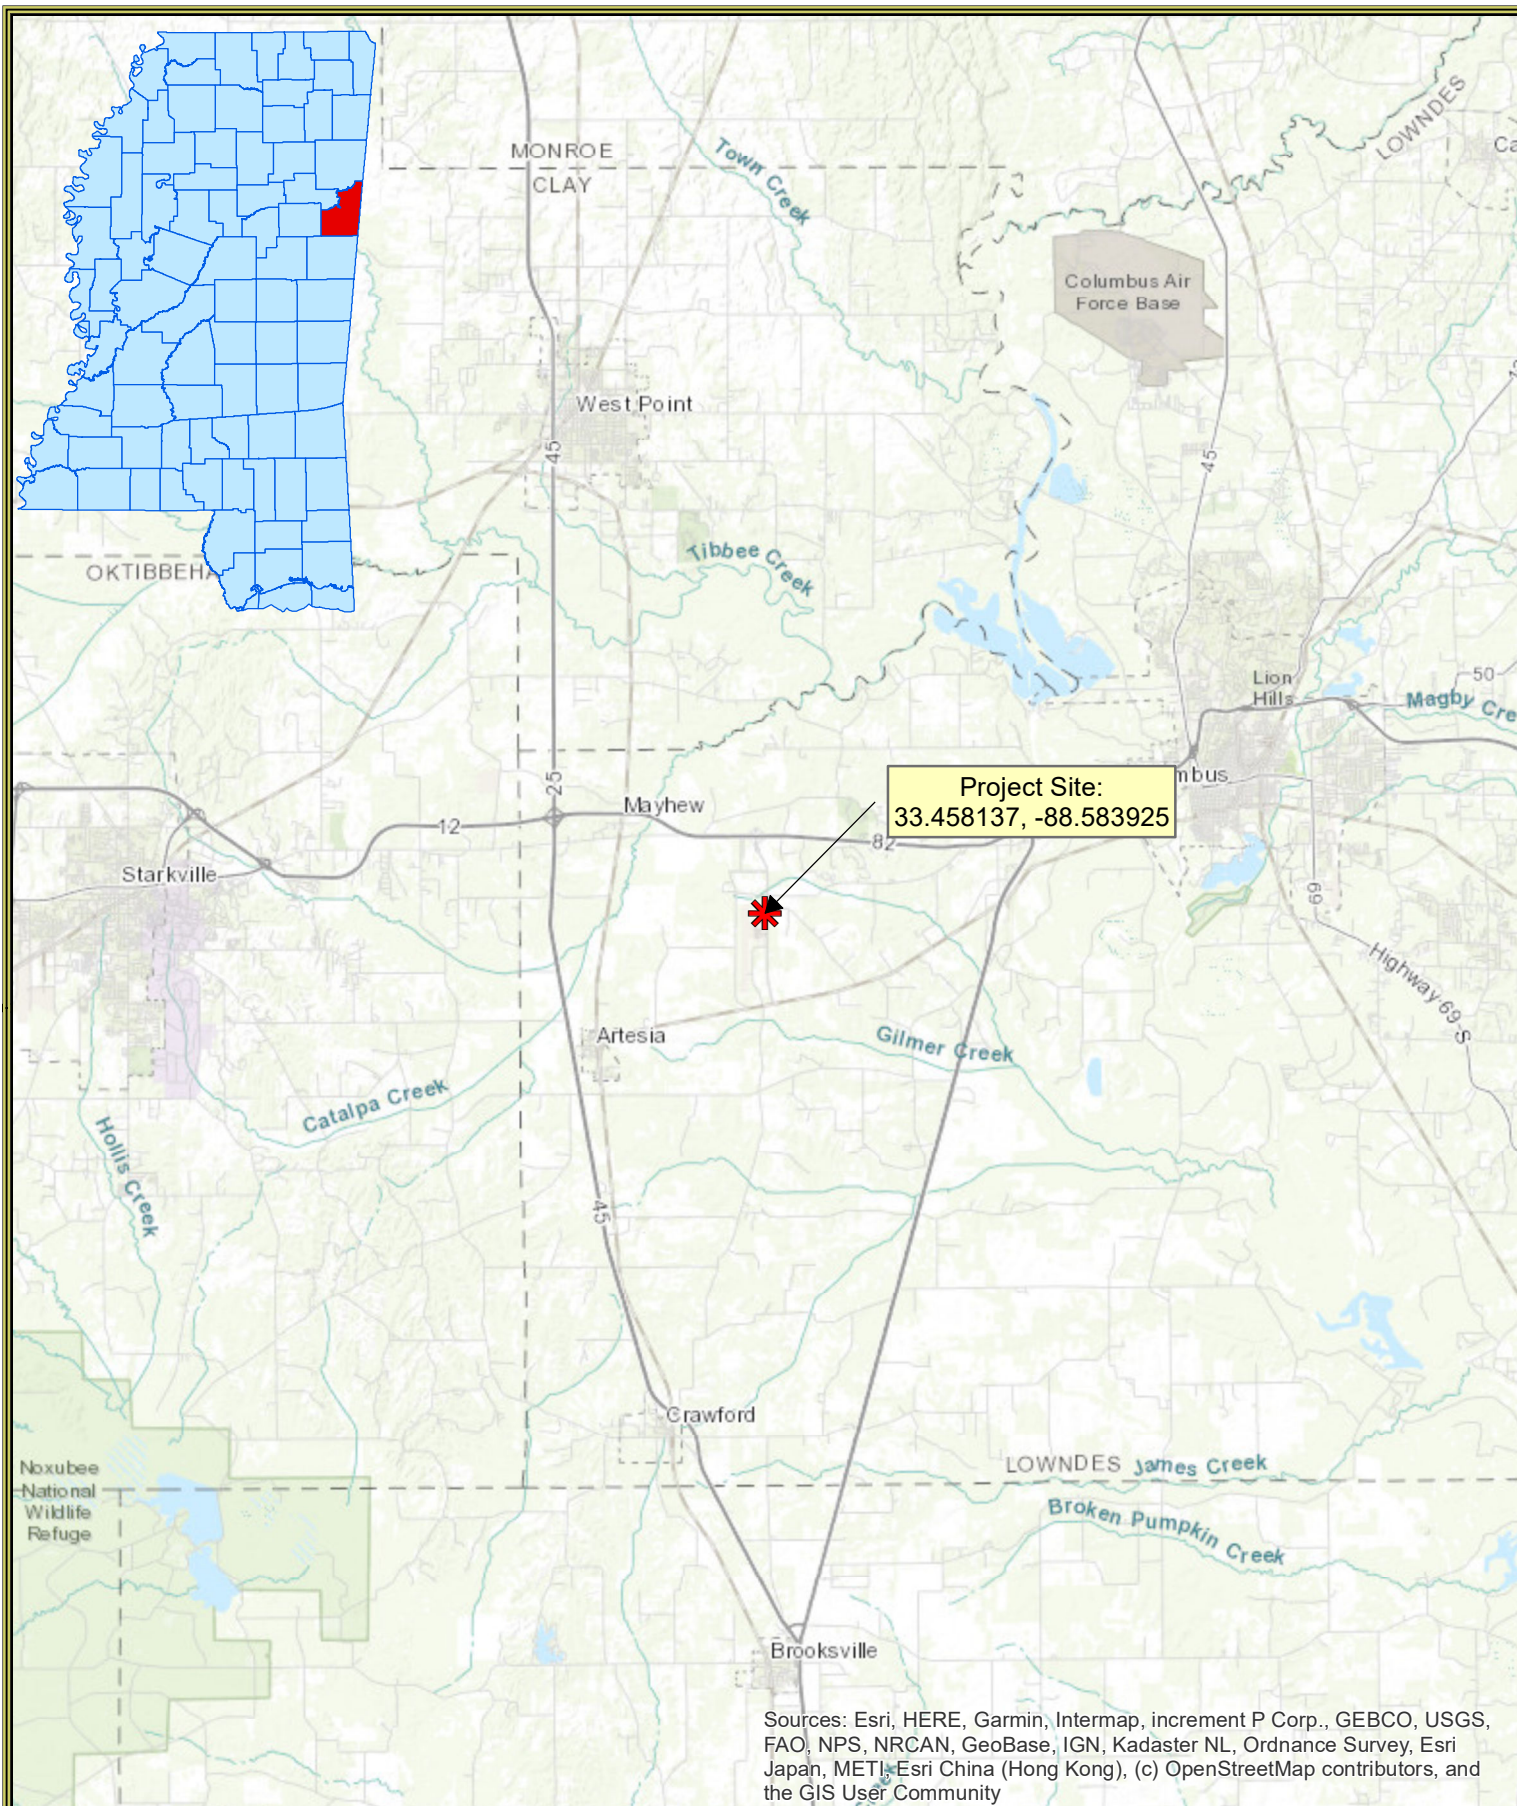 MONROE
CLAY
Town Creek
LOWNDES
Ca
Columbus Air
Force Base
West Point
45
45
Tibbee Creek
OKTIBBEHA
Lion
Hills
50
Magby Cre
25
Mayhew
Project Site:
33.458137, -88.583925
mbus
12
82
Starkville
69
Highway 69 S
Artesia
Gilmer Creek
Catalpa Creek
Hollis Creek
45
Crawford
LOWNDES
James Creek
Noxubee
National
Wildlife
Refuge
Broken Pumpkin Creek
Brooksville
Sources: Esri, HERE, Garmin, Intermap, increment P Corp., GEBCO, USGS,
FAO, NPS, NRCAN, GeoBase, IGN, Kadaster NL, Ordnance Survey, Esri
Japan, METI, Esri China (Hong Kong), (c) OpenStreetMap contributors, and
the GIS User Community